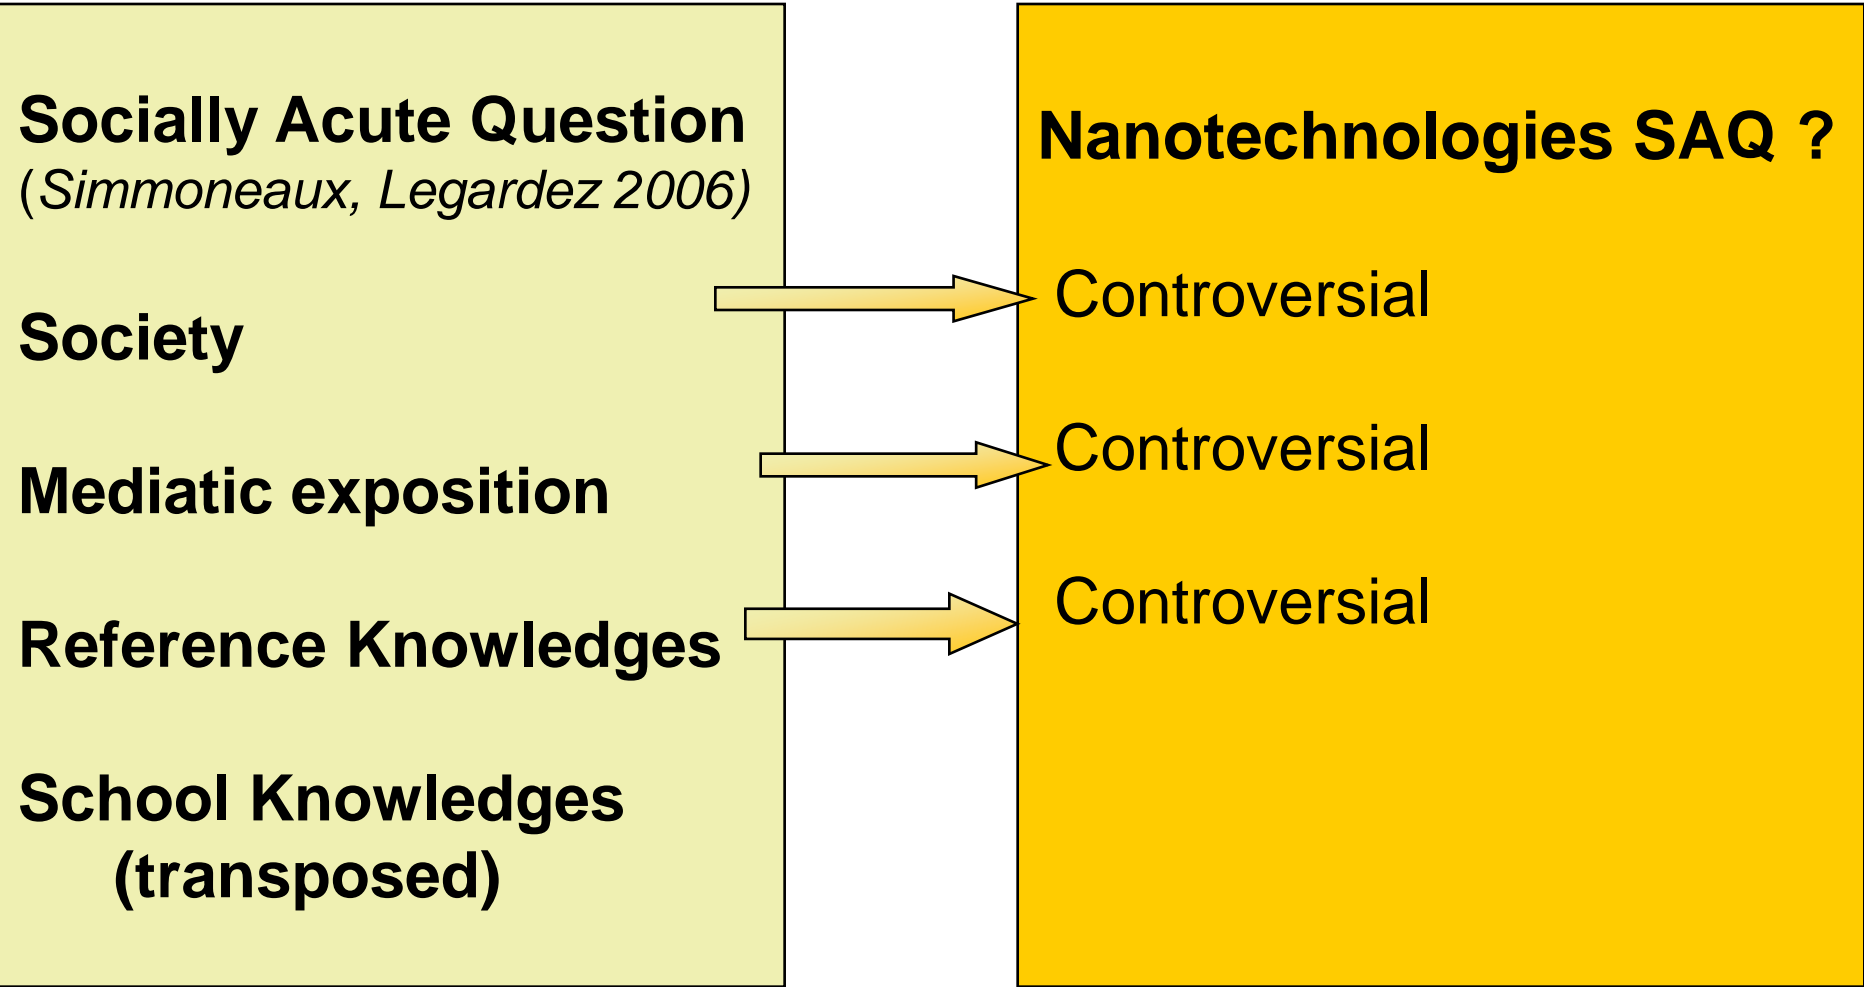 Socially Acute Question
(Simmoneaux, Legardez 2006)
Society
Mediatic exposition
Reference Knowledges
School Knowledges
(transposed)
Nanotechnologies SAQ ?
Controversial
Controversial
Controversial